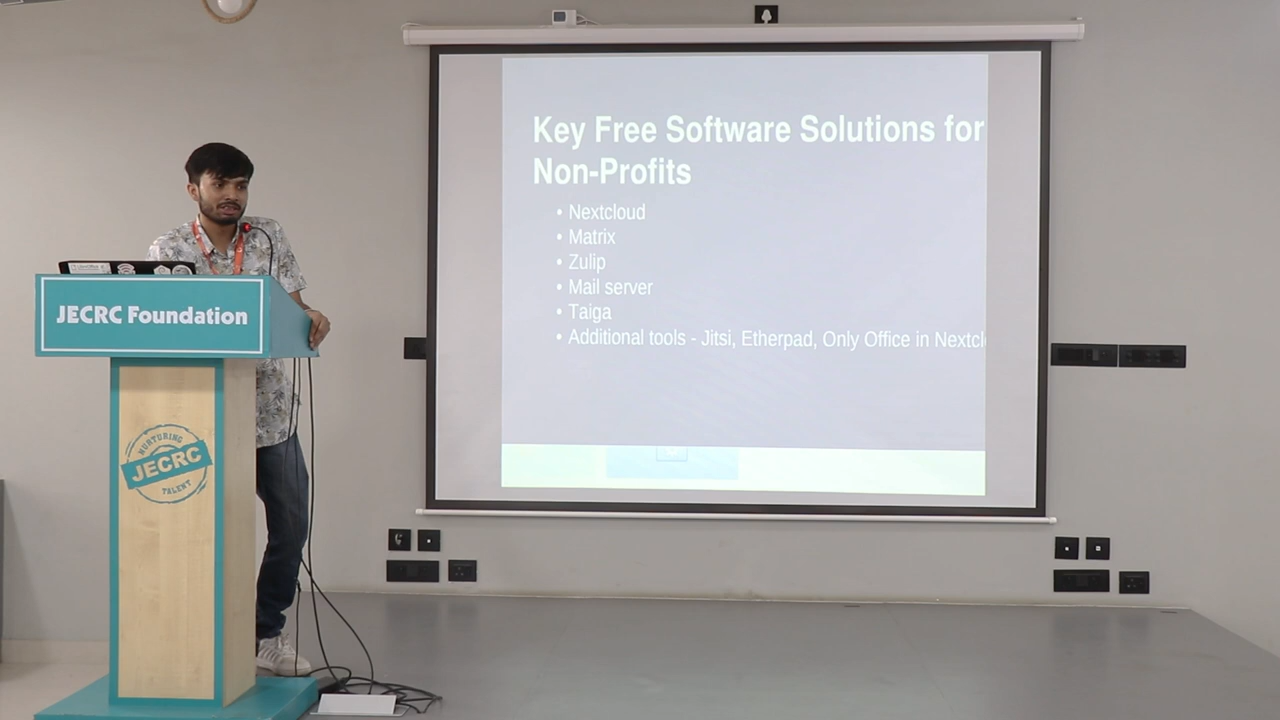 Key Free Software Solutions for
Non-Profits
• Nextcloud
• Matrix
• Zulip
• Mail server
• Taiga
• Additional tools - Jitsi, Etherpad, Only Office in Nextcl
JECRC Foundation
NURTURING
JECRC
TALENT